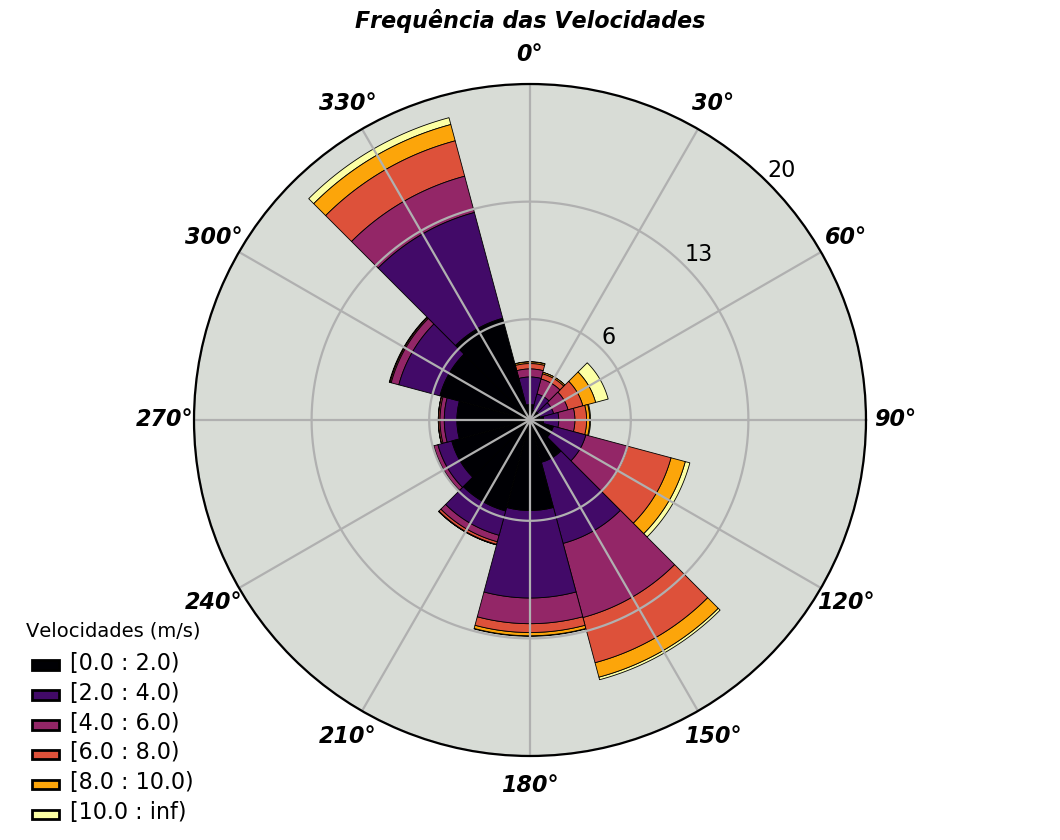 Frequência das Velocidades
0°
330°
30°
20
300°
60°
13
6
270°
90°
240°
120°
210°
150°
180°
Velocidades (m/s)
[0.0 : 2.0)
[2.0 : 4.0)
[4.0 : 6.0)
[6.0 : 8.0)
[8.0 : 10.0)
[10.0 : inf)